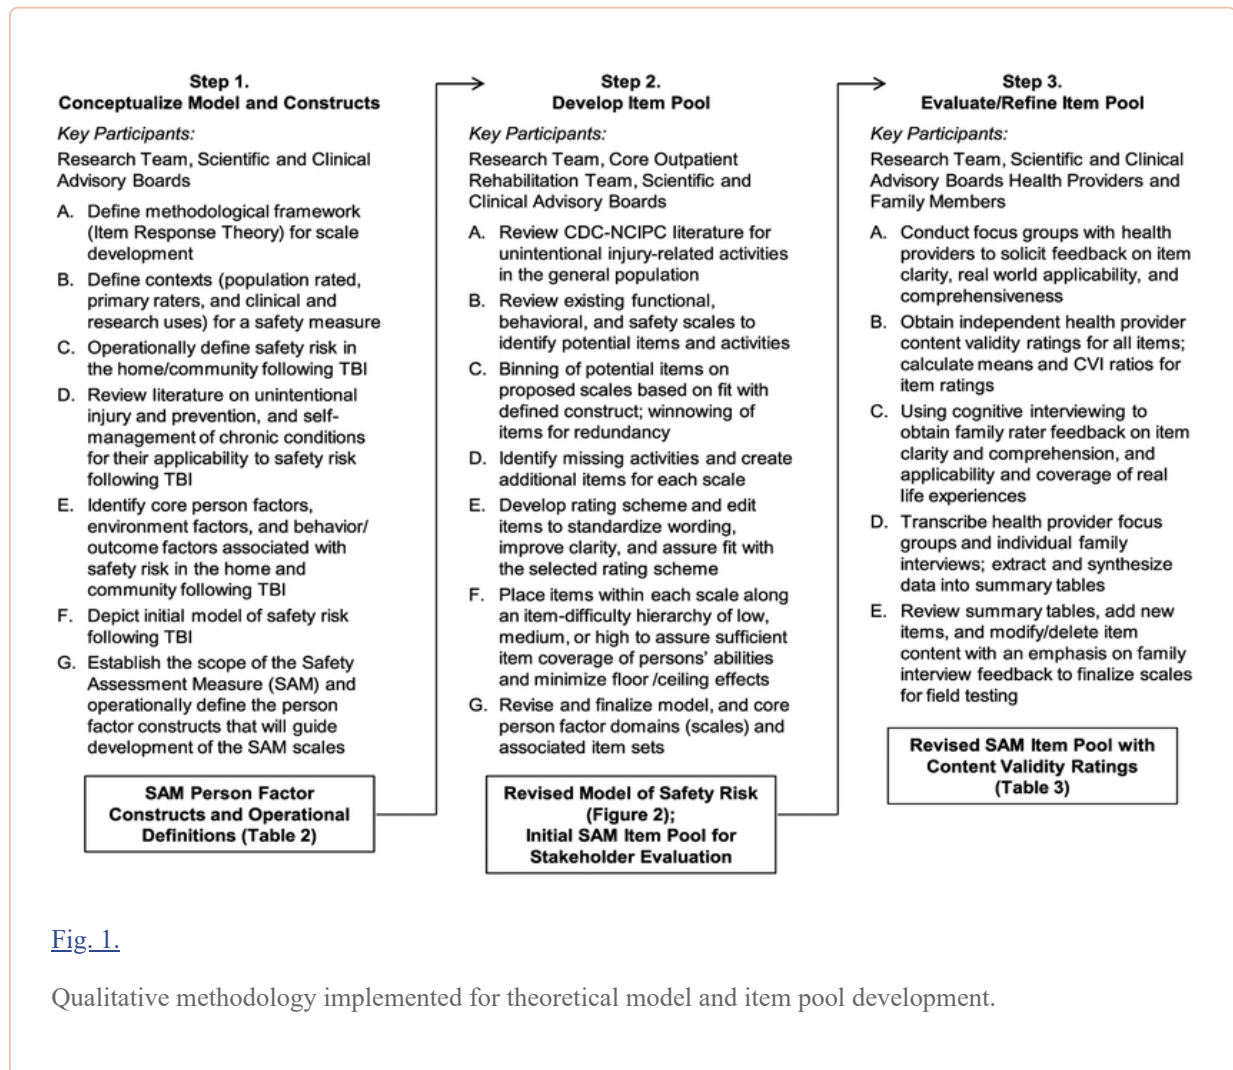 Step 1.
Conceptualize Model and Constructs
Key Participants:
Research Team, Scientific and Clinical
Advisory Boards
A. Define methodological framework
(Item Response Theory) for scale
development
B. Define contexts (population rated,
primary raters, and clinical and
research uses) for a safety measure
C. Operationally define safety risk in
the home/community following TBI
D. Review literature on unintentional
injury and prevention, and self-
management of chronic conditions
for their applicability to safety risk
following TBI
E. Identify core person factors,
environment factors, and behavior/
outcome factors associated with
safety risk in the home and
community following TBI
F. Depict initial model of safety risk
following TBI
G. Establish the scope of the Safety
Assessment Measure (SAM) and
operationally define the person
factor constructs that will guide
development of the SAM scales
SAM Person Factor
Constructs and Operational
Definitions (Table 2)
Step 2.
Develop Item Pool
Key Participants:
Research Team, Core Outpatient
Rehabilitation Team, Scientific and
Clinical Advisory Boards
A. Review CDC-NCIPC literature for
unintentional injury-related activities
in the general population
B. Review existing functional,
behavioral, and safety scales to
identify potential items and activities
C. Binning of potential items on
proposed scales based on fit with
defined construct; winnowing of
items for redundancy
D. Identify missing activities and create
additional items for each scale
E. Develop rating scheme and edit
items to standardize wording,
improve clarity, and assure fit with
the selected rating scheme
F. Place items within each scale along
an item-difficulty hierarchy of low,
medium, or high to assure sufficient
item coverage of persons' abilities
and minimize floor /ceiling effects
G. Revise and finalize model, and core
person factor domains (scales) and
associated item sets
Revised Model of Safety Risk
(Figure 2);
Initial SAM Item Pool for
Stakeholder Evaluation
Step 3.
Evaluate/Refine Item Pool
Key Participants:
Research Team, Scientific and Clinical
Advisory Boards Health Providers and
Family Members
A. Conduct focus groups with health
providers to solicit feedback on item
clarity, real world applicability, and
comprehensiveness
B. Obtain independent health provider
content validity ratings for all items;
calculate means and CVI ratios for
item ratings
C. Using cognitive interviewing to
obtain family rater feedback on item
clarity and comprehension, and
applicability and coverage of real
life experiences
D. Transcribe health provider focus
groups and individual family
interviews; extract and synthesize
data into summary tables
E. Review summary tables, add new
items, and modify/delete item
content with an emphasis on family
interview feedback to finalize scales
for field testing
Revised SAM Item Pool with
Content Validity Ratings
(Table 3)
Fig. 1.
Qualitative methodology implemented for theoretical model and item pool development.